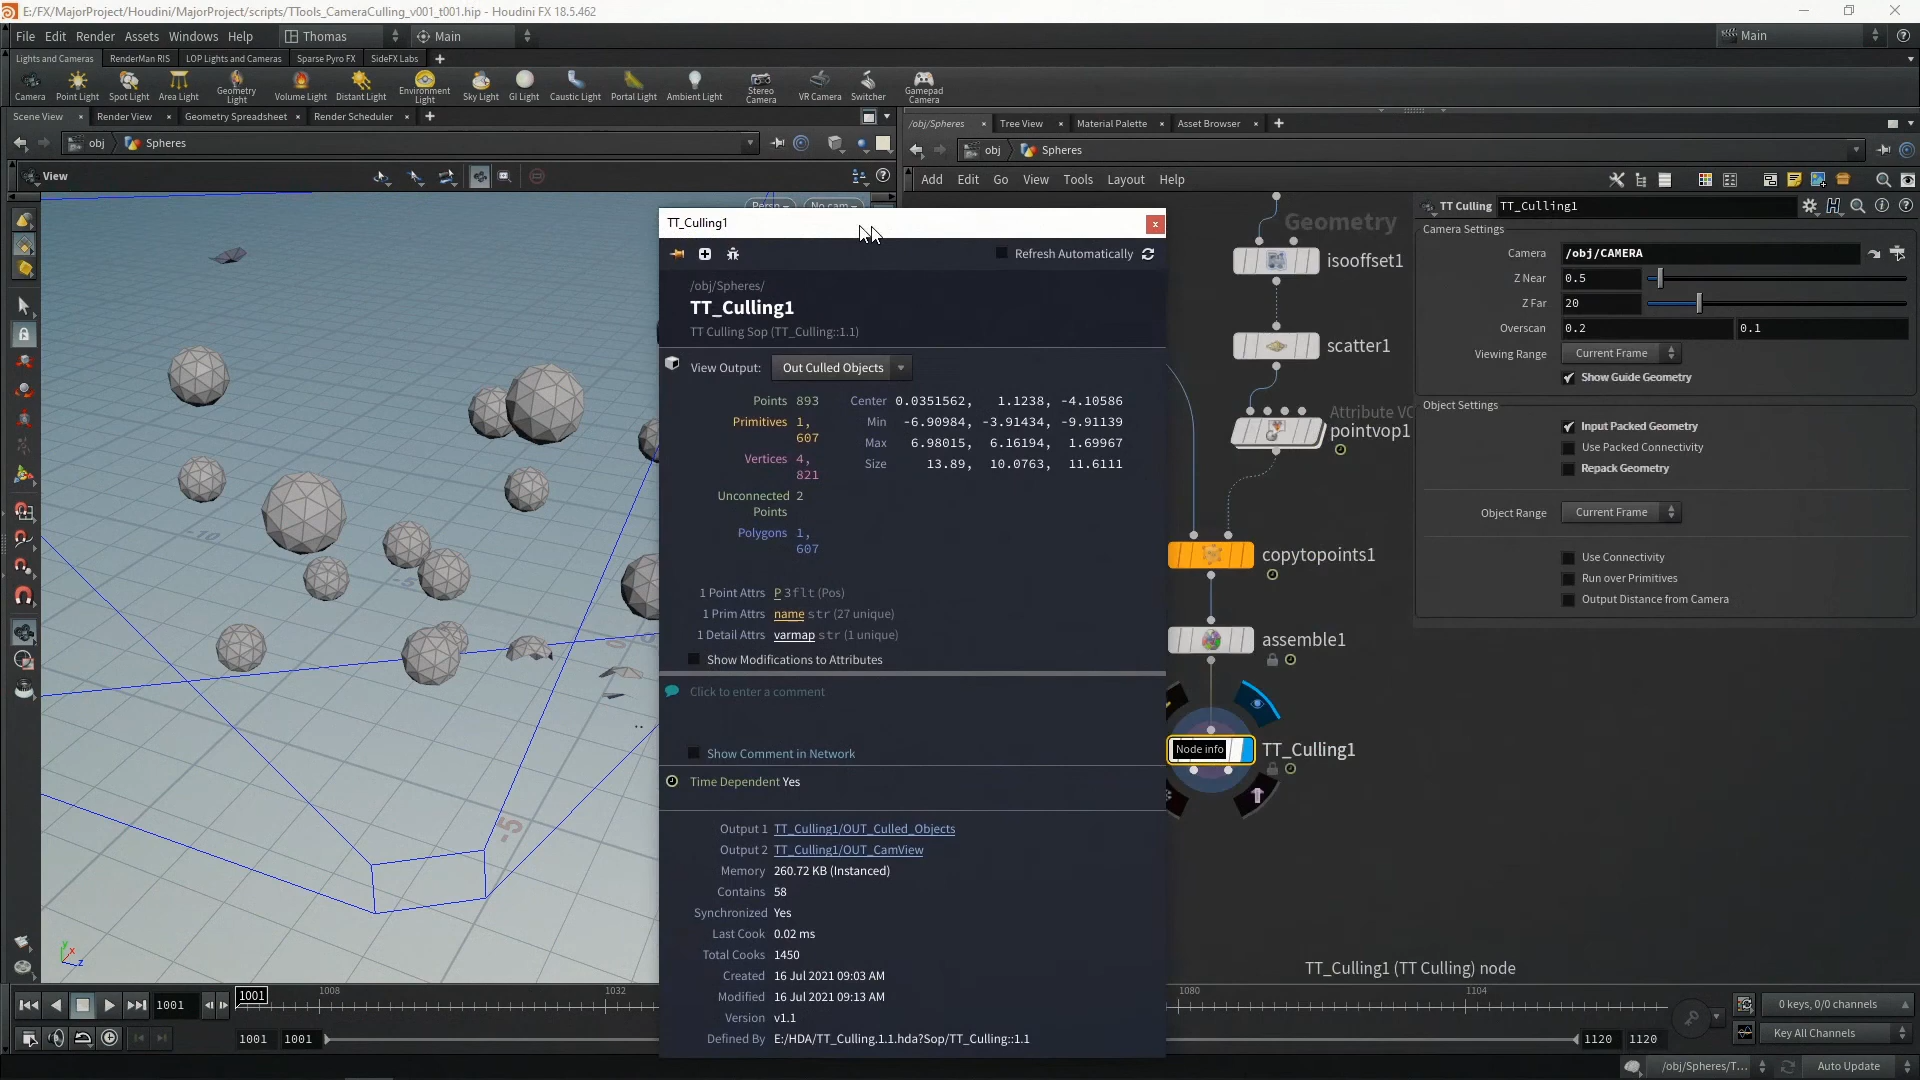 E:/FX/MajorProject/Houdini/MajorProject/scripts/TTools_CameraCulling_v001_t001.hip - Houdini FX 18.5.462
File Edit Render Assets Windows Help Thomas Main Main
Lights and Cameras RenderMan RIS LOP Lights and Cameras Sparse Pyro FX SideFX Labs
Camera Point Light Spot Light Area Light Geometry Light Volume Light Distant Light Environment Light Sky Light GI Light Caustic Light Portal Light Ambient Light Stereo Camera VR Camera Switcher Gamepad Camera
Scene View Render View Geometry Spreadsheet Render Scheduler
obj Spheres
View
Persp No cam
/obj/Spheres Tree View Material Palette Asset Browser
obj Spheres
Add Edit Go View Tools Layout Help
TT_Culling1
Refresh Automatically
/obj/Spheres/
TT_Culling1
TT Culling Sop (TT_Culling::1.1)
View Output: Out Culled Objects
Points 893
Primitives 1,
607
Vertices 4,
821
Unconnected 2
Points
Polygons 1,
607
Center 0.0351562, 1.1238, -4.10586
Min -6.90984, -3.91434, -9.91139
Max 6.98015, 6.16194, 1.69967
Size 13.89, 10.0763, 11.6111
1 Point Attrs P 3flt (Pos)
1 Prim Attrs name str (27 unique)
1 Detail Attrs varmap str (1 unique)
Show Modifications to Attributes
Click to enter a comment
Show Comment in Network
Time Dependent Yes
Output 1 TT_Culling1/OUT_Culled_Objects
Output 2 TT_Culling1/OUT_CamView
Memory 260.72 KB (Instanced)
Contains 58
Synchronized Yes
Last Cook 0.02 ms
Total Cooks 1450
Created 16 Jul 2021 09:03 AM
Modified 16 Jul 2021 09:13 AM
Version v1.1
Defined By E:/HDA/TT_Culling.1.1.hda?Sop/TT_Culling::1.1
Geometry
isooffset1
scatter1
Attribute VO
pointvop1
copytopoints1
assemble1
Node info
TT_Culling1
TT_Culling1 (TT Culling) node
TT Culling TT_Culling1
Camera Settings
Camera /obj/CAMERA
Z Near 0.5
Z Far 20
Overscan 0.2 0.1
Viewing Range Current Frame
Show Guide Geometry
Object Settings
Input Packed Geometry
Use Packed Connectivity
Repack Geometry
Object Range Current Frame
Use Connectivity
Run over Primitives
Output Distance from Camera
-10
-5
-5
1001 1001 1008 1032 1080 1104
0 keys, 0/0 channels
1001 1001 1120 1120
Key All Channels
/obj/Spheres/T... Auto Update